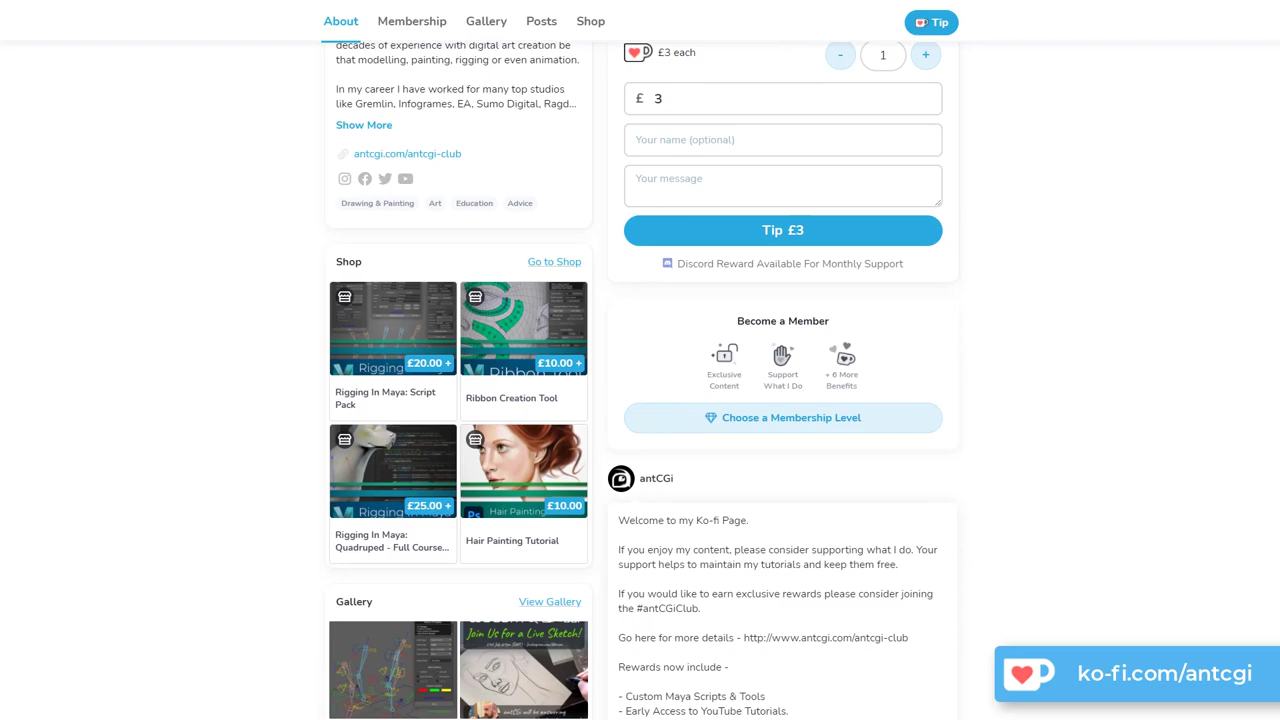 About
Membership
Gallery
Posts
Shop
Tip
decades of experience with digital art creation be
that modelling, painting, rigging or even animation.
In my career I have worked for many top studios
like Gremlin, Infogrames, EA, Sumo Digital, Ragd...
Show More
antcgi.com/antcgi-club
Drawing & Painting
Art
Education
Advice
Shop
Go to Shop
£20.00 +
Rigging In Maya: Script
Pack
£10.00 +
Ribbon Tool
Ribbon Creation Tool
£25.00 +
Rigging In Maya
Rigging In Maya:
Quadruped - Full Course...
£10.00
Ps
Hair Painting
Hair Painting Tutorial
Gallery
View Gallery
Join Us for a Live Sketch!
£3 each
-
1
+
£ 3
Your name (optional)
Your message
Tip £3
Discord Reward Available For Monthly Support
Become a Member
Exclusive
Content
Support
What I Do
+ 6 More
Benefits
Choose a Membership Level
antCGi
Welcome to my Ko-fi Page.
If you enjoy my content, please consider supporting what I do. Your
support helps to maintain my tutorials and keep them free.
If you would like to earn exclusive rewards please consider joining
the #antCGiClub.
Go here for more details - http://www.antcgi.com/antcgi-club
Rewards now include -
- Custom Maya Scripts & Tools
- Early Access to YouTube Tutorials.
ko-fi.com/antcgi